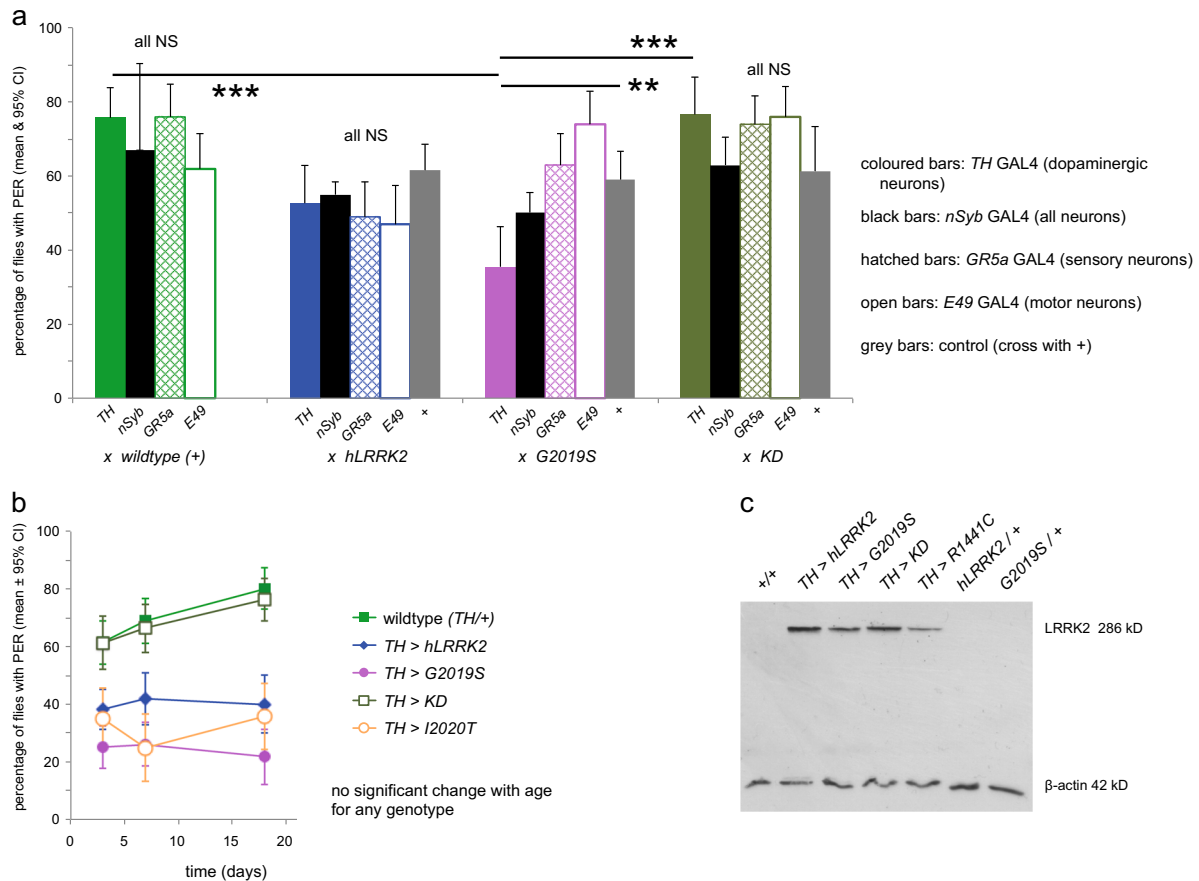 a
percentage of flies with PER (mean & 95% CI)
100
80
60
40
20
0
all NS
***
all NS
***
**
all NS
TH
nSyb
GR5a
E49
x wildtype (+)
TH
nSyb
GR5a
E49
+
x hLRRK2
TH
nSyb
GR5a
E49
+
x G2019S
TH
nSyb
GR5a
E49
+
x KD
coloured bars: TH GAL4 (dopaminergic
neurons)
black bars: nSyb GAL4 (all neurons)
hatched bars: GR5a GAL4 (sensory neurons)
open bars: E49 GAL4 (motor neurons)
grey bars: control (cross with +)
b
percentage of flies with PER (mean ± 95% CI)
100
80
60
40
20
0
0
5
10
15
20
time (days)
wildtype (TH/+)
TH > hLRRK2
TH > G2019S
TH > KD
TH > I2020T
no significant change with age
for any genotype
c
+/+
TH > hLRRK2
TH > G2019S
TH > KD
TH > R1441C
hLRRK2 / +
G2019S / +
LRRK2 286 kD
β-actin 42 kD